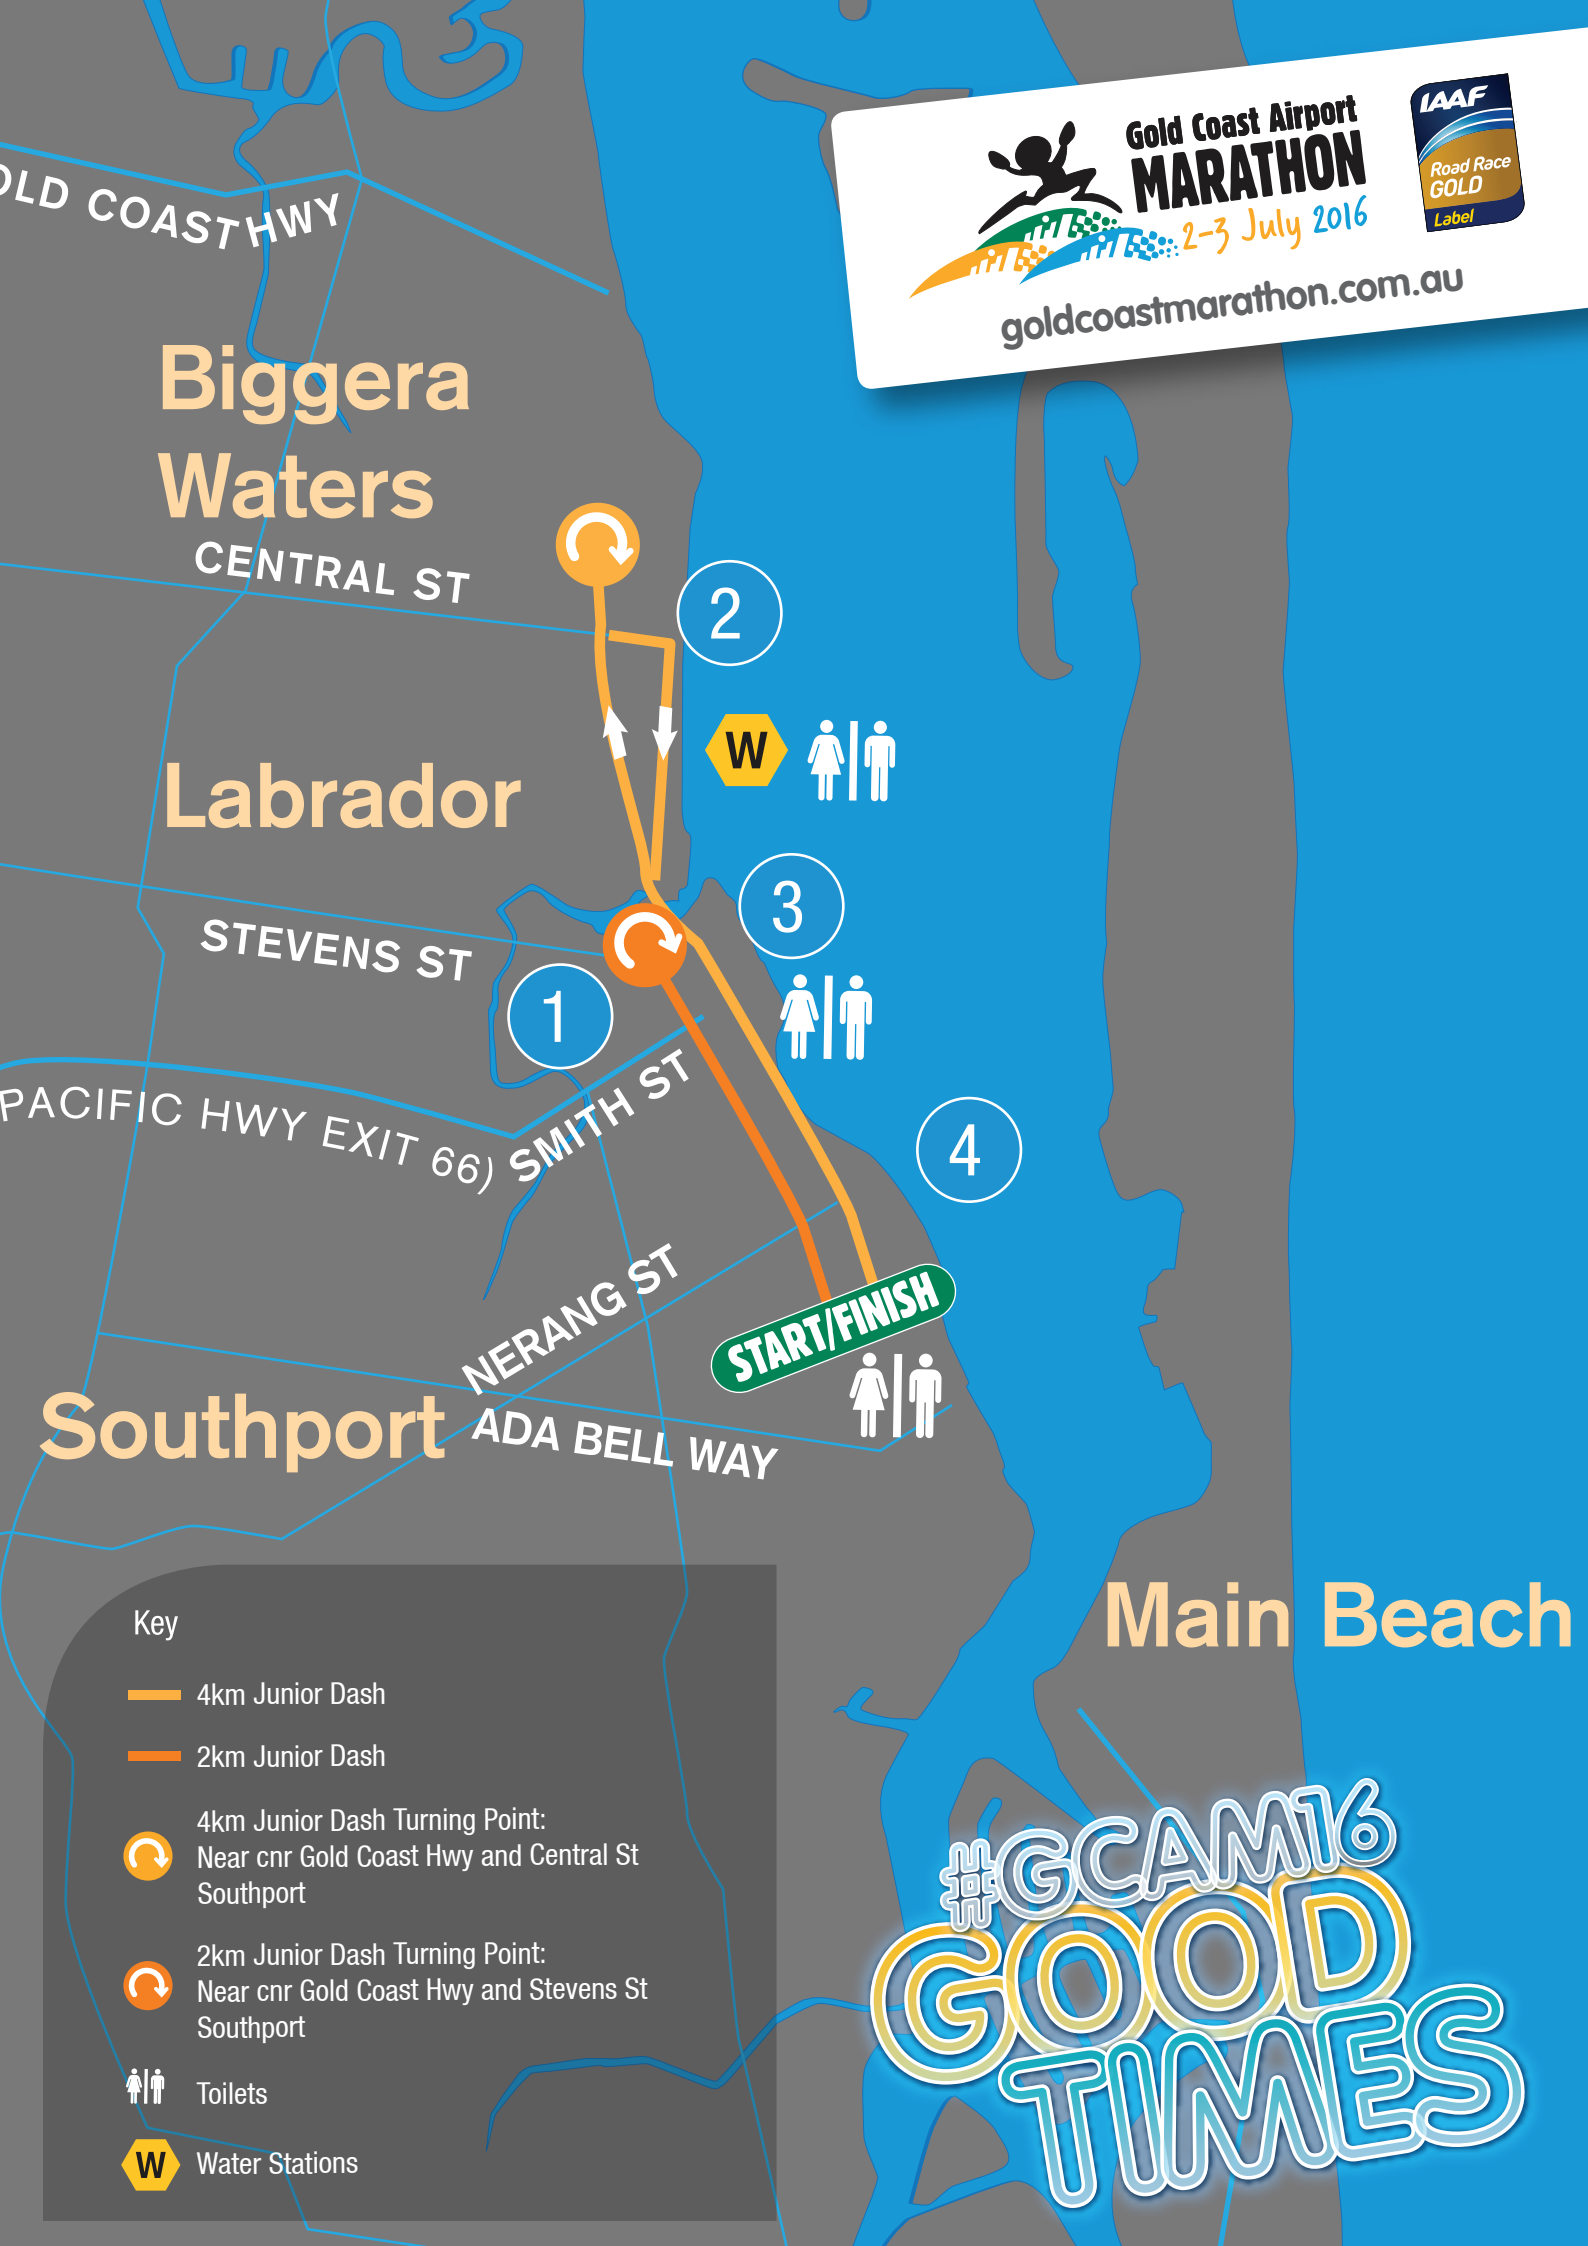 Gold Coast Airport
MARATHON
2-3 July 2016
goldcoastmarathon.com.au
IAAF
Road Race
GOLD
Label
OLD COAST HWY
Biggera
Waters
CENTRAL ST
2
W
Labrador
3
STEVENS ST
1
SMITH ST
PACIFIC HWY EXIT 66)
4
NERANG ST
START/FINISH
Southport
ADA BELL WAY
Main Beach
Key
4km Junior Dash
2km Junior Dash
4km Junior Dash Turning Point:
Near cnr Gold Coast Hwy and Central St
Southport
2km Junior Dash Turning Point:
Near cnr Gold Coast Hwy and Stevens St
Southport
Toilets
W Water Stations
#GCAM16
GOOD
TIMES